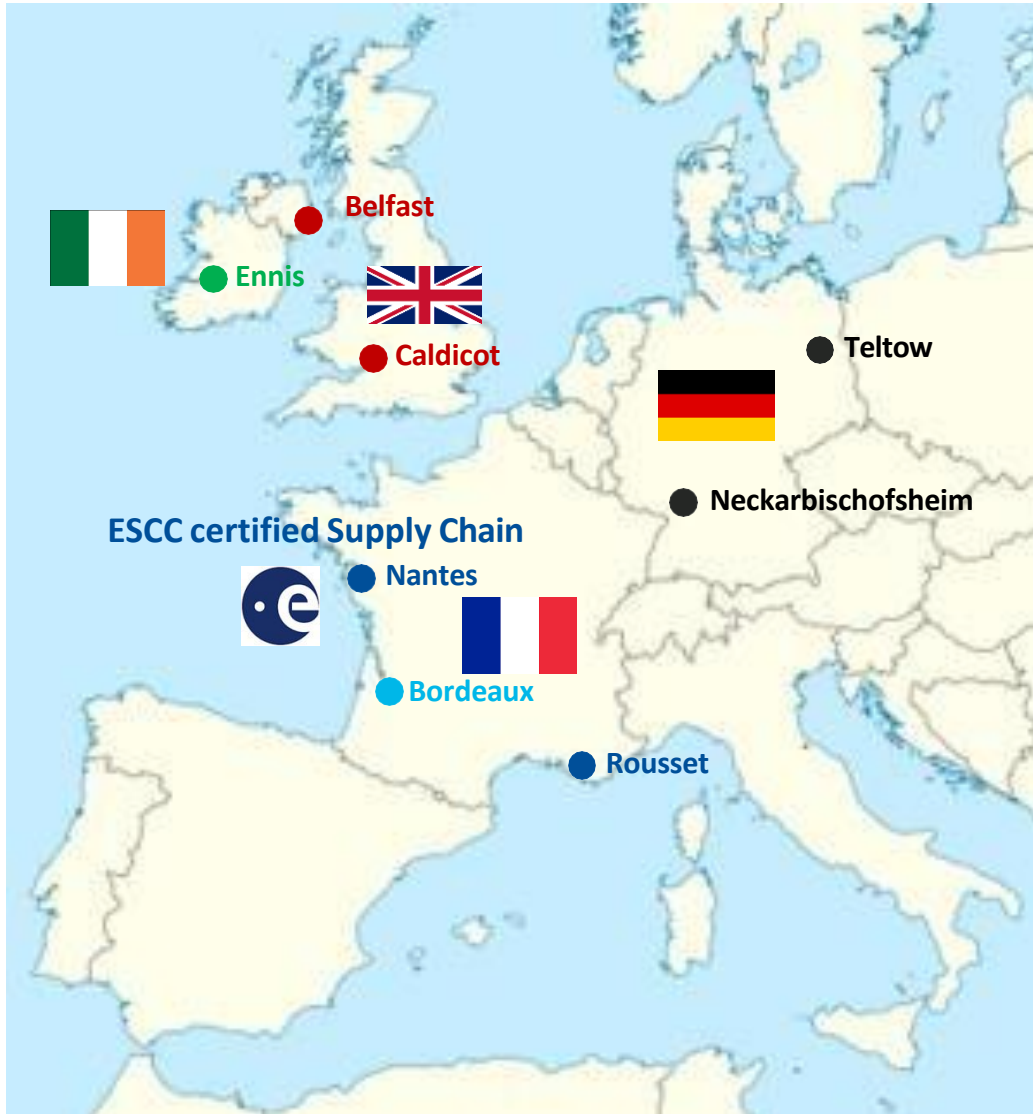 Belfast
Ennis
Caldicot
Teltow
Neckarbischofsheim
ESCC certified Supply Chain
Nantes
e
Bordeaux
Rousset